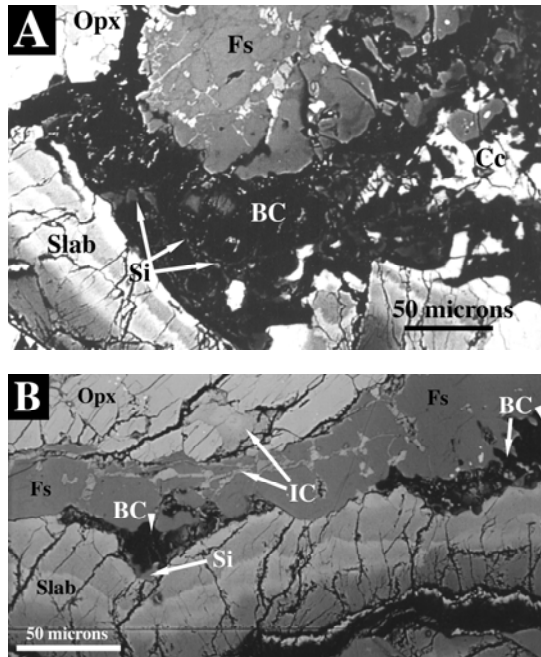 A
Opx
Fs
Cc
BC
Slab
Si
50 microns
B
Opx
Fs
BC
IC
Fs
BC
Si
Slab
50 microns